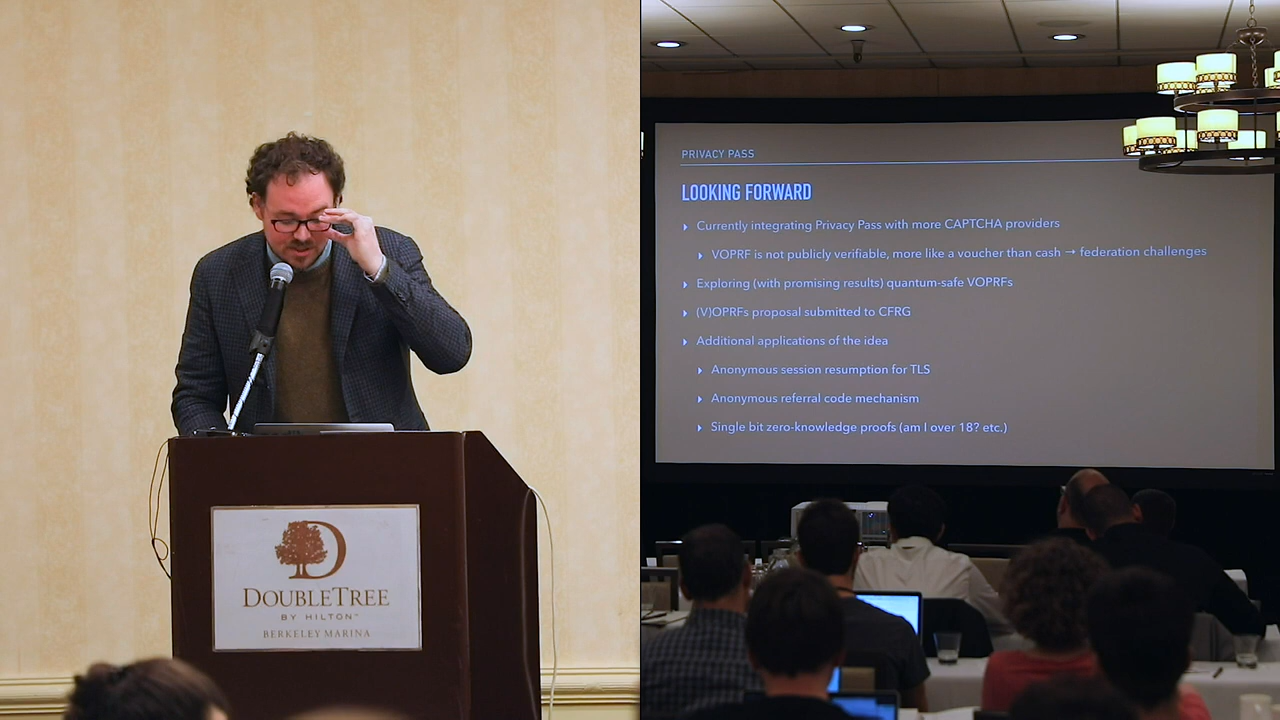 DOUBLETREE
BY HILTON™
BERKELEY MARINA
PRIVACY PASS
LOOKING FORWARD
Currently integrating Privacy Pass with more CAPTCHA providers
VOPRF is not publicly verifiable, more like a voucher than cash → federation challenges
Exploring (with promising results) quantum-safe VOPRFs
(V)OPRFs proposal submitted to CFRG
Additional applications of the idea
Anonymous session resumption for TLS
Anonymous referral code mechanism
Single bit zero-knowledge proofs (am I over 18? etc.)